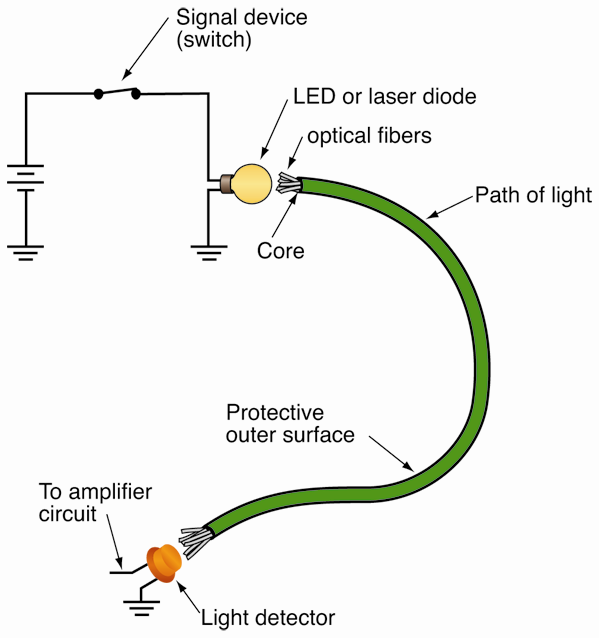 Signal device
(switch)
LED or laser diode
optical fibers
Path of light
Core
Protective
outer surface
To amplifier
circuit
Light detector